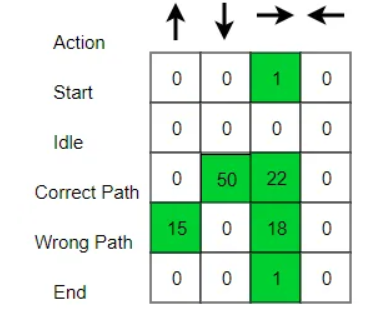 Action
Start 0 0 1 0
Idle 0 0 0 0
Correct Path 0 50 22 0
Wrong Path 15 0 18 0
End 0 0 1 0